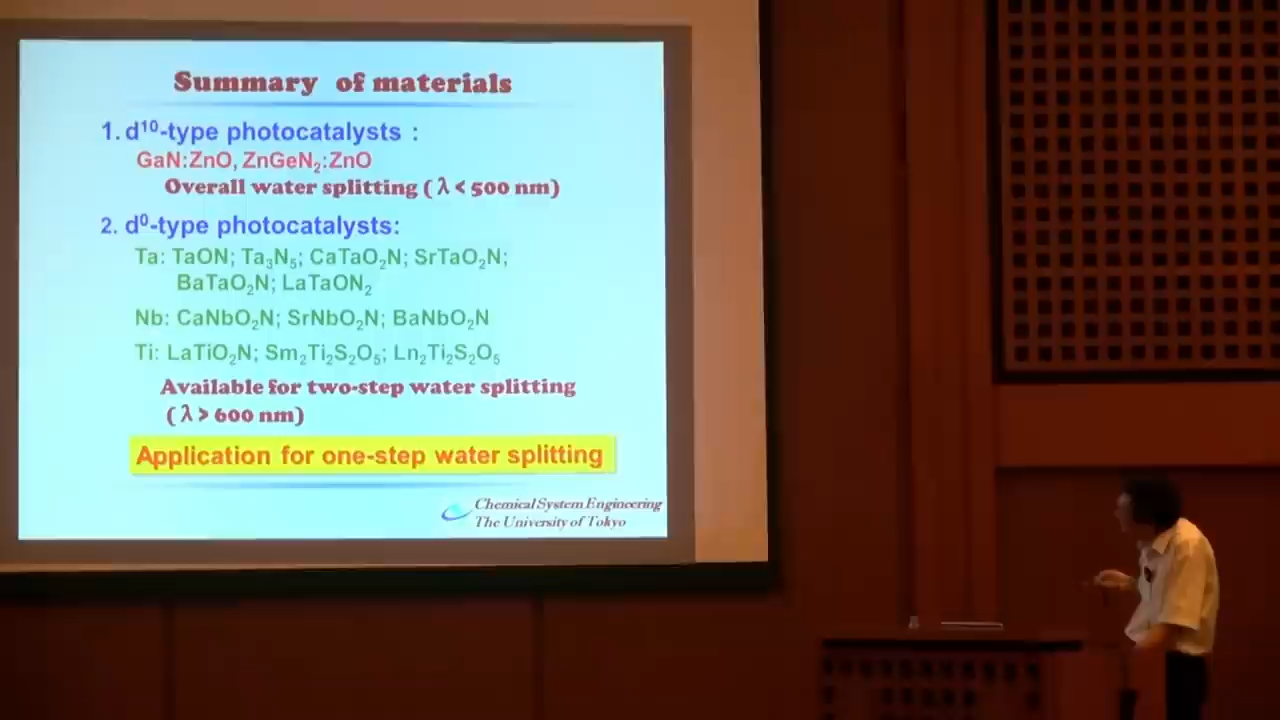 Summary of materials
1. d¹⁰-type photocatalysts :
GaN:ZnO, ZnGeN₂:ZnO
Overall water splitting ( λ < 500 nm)
2. d⁰-type photocatalysts:
Ta: TaON; Ta₃N₅; CaTaO₂N; SrTaO₂N;
BaTaO₂N; LaTaON₂
Nb: CaNbO₂N; SrNbO₂N; BaNbO₂N
Ti: LaTiO₂N; Sm₂Ti₂S₂O₅; Ln₂Ti₂S₂O₅
Available for two-step water splitting
( λ > 600 nm)
Application for one-step water splitting
Chemical System Engineering
The University of Tokyo